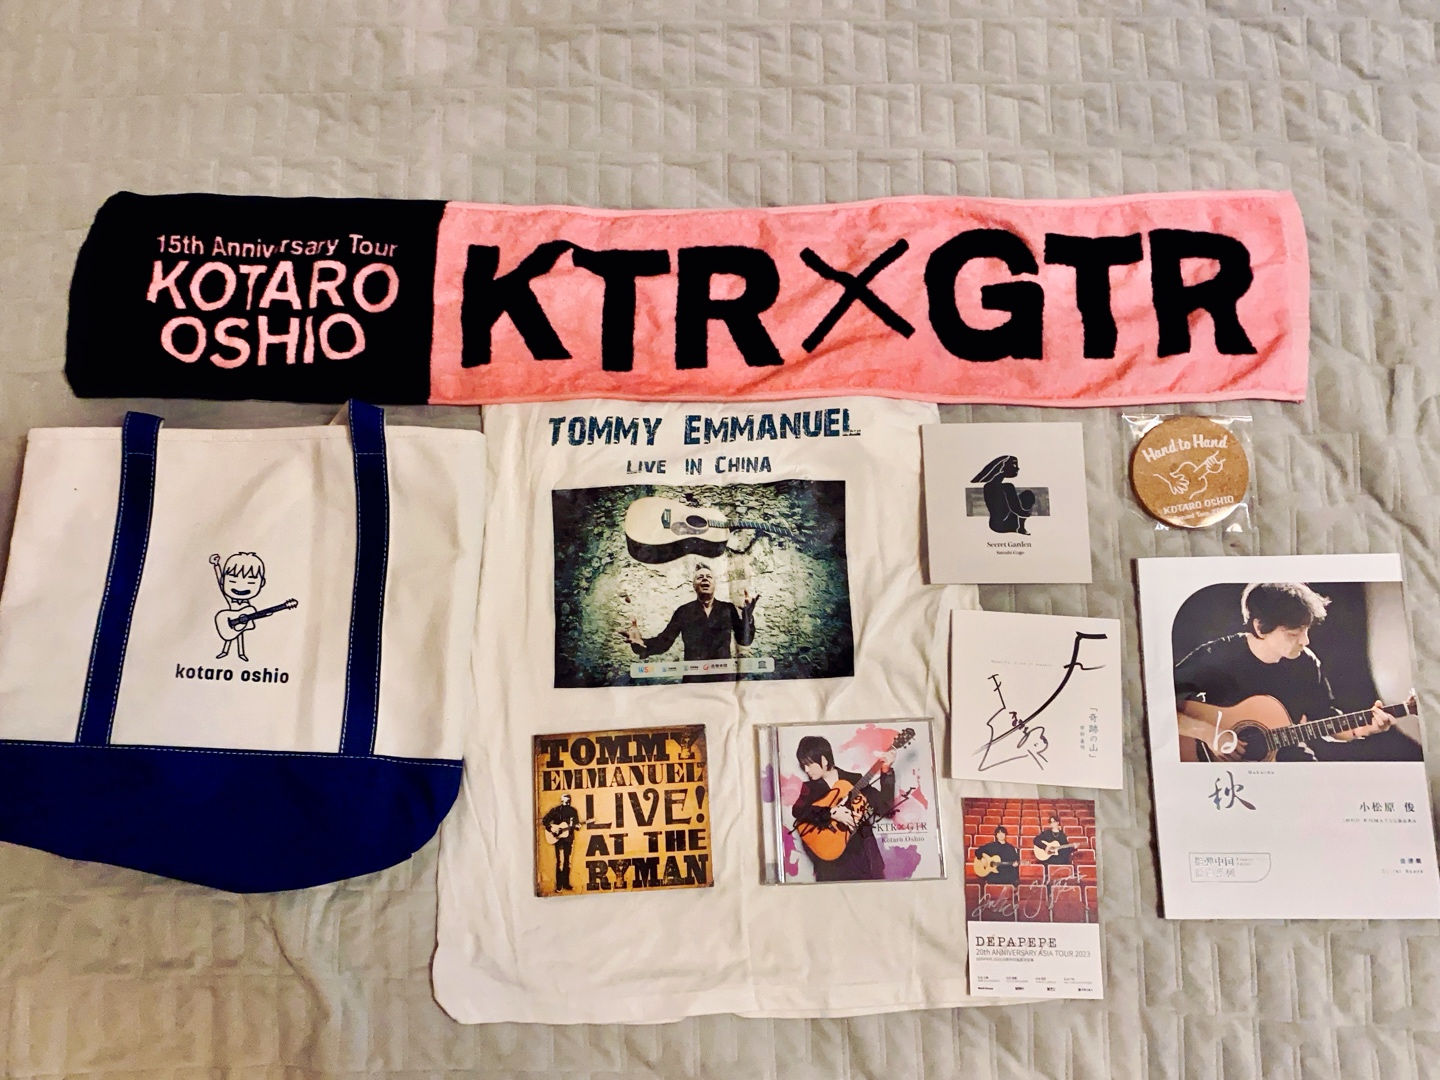 15th Anniversary Tour
KOTARO
OSHIO
KTR×GTR
kotaro oshio
TOMMY EMMANUEL
LIVE IN CHINA
TOMMY
EMMANUEL
LIVE!
AT THE
RYMAN
KTR×GTR
Kotaro Oshio
Secret Garden
Satoshi Gogo
「奇跡の山」
Hand to Hand
KOTARO OSHIO
DEPAPEPE
20th ANNIVERSARY ASIA TOUR 2023
秋
小松原 俊